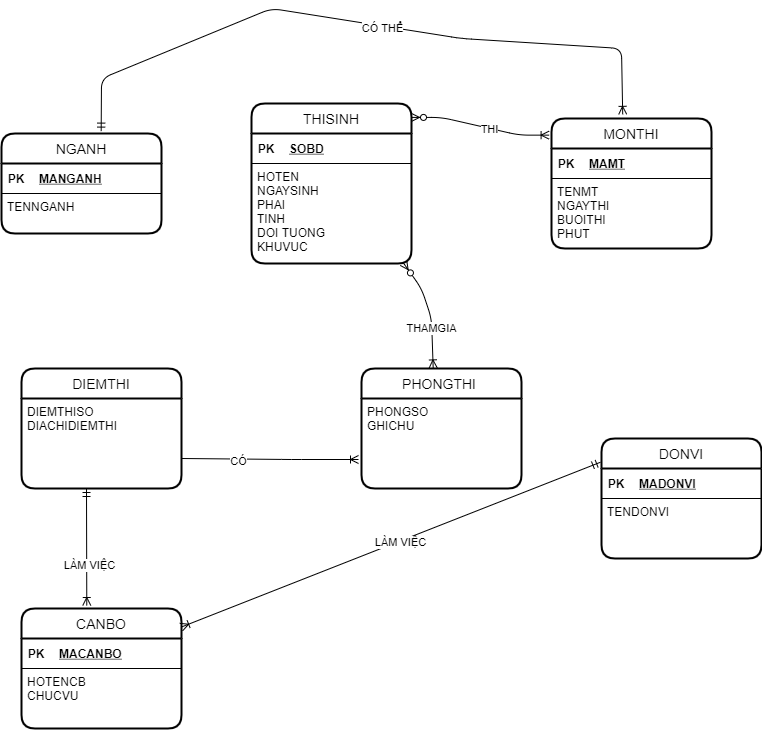 CÓ THỂ
THISINH
PK SOBD
HOTEN
NGAYSINH
PHAI
TINH
DOI TUONG
KHUVUC
THI
MONTHI
PK MAMT
TENMT
NGAYTHI
BUOITHI
PHUT
NGANH
PK MANGANH
TENNGANH
THAMGIA
DIEMTHI
DIEMTHISO
DIACHIDIEMTHI
CÓ
PHONGTHI
PHONGSO
GHICHU
DONVI
PK MADONVI
TENDONVI
LÀM VIỆC
LÀM VIỆC
CANBO
PK MACANBO
HOTENCB
CHUCVU